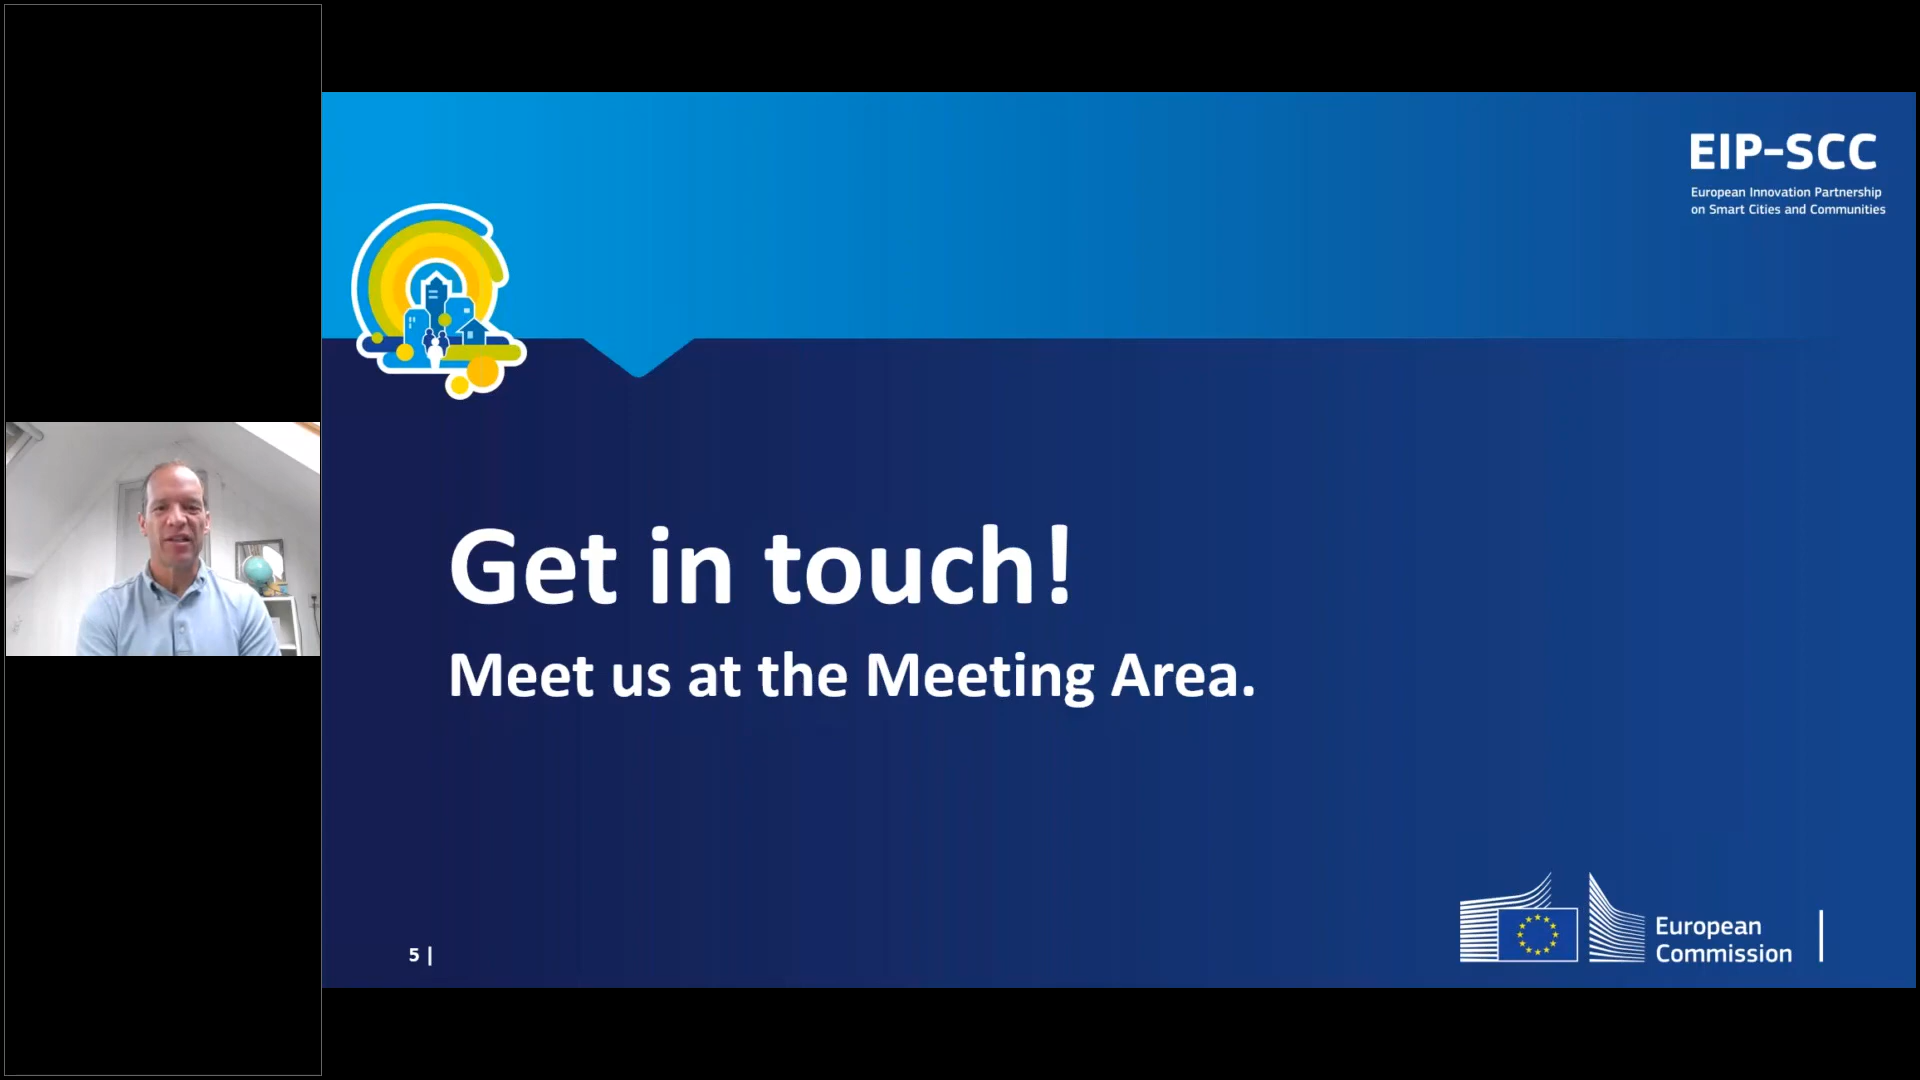 EIP-SCC
European Innovation Partnership
on Smart Cities and Communities
Get in touch!
Meet us at the Meeting Area.
5 |
European
Commission